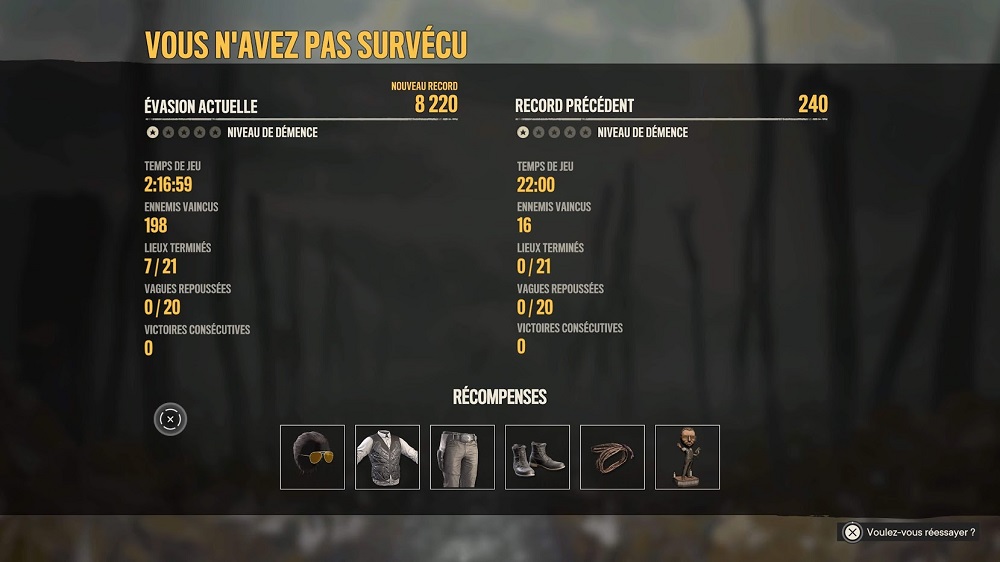 VOUS N'AVEZ PAS SURVÉCU
NOUVEAU RECORD
ÉVASION ACTUELLE 8 220
NIVEAU DE DÉMENCE
TEMPS DE JEU
2:16:59
ENNEMIS VAINCUS
198
LIEUX TERMINÉS
7 / 21
VAGUES REPOUSSÉES
0 / 20
VICTOIRES CONSÉCUTIVES
0
RECORD PRÉCÉDENT 240
NIVEAU DE DÉMENCE
TEMPS DE JEU
22:00
ENNEMIS VAINCUS
16
LIEUX TERMINÉS
0 / 21
VAGUES REPOUSSÉES
0 / 20
VICTOIRES CONSÉCUTIVES
0
RÉCOMPENSES
Voulez-vous réessayer ?